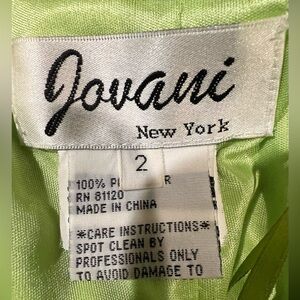 Jovani
New York
2
100% P R
RN 81120
MADE IN CHINA
*CARE INSTRUCTIONS*
SPOT CLEAN BY
PROFESSIONALS ONLY
TO AVOID DAMAGE TO